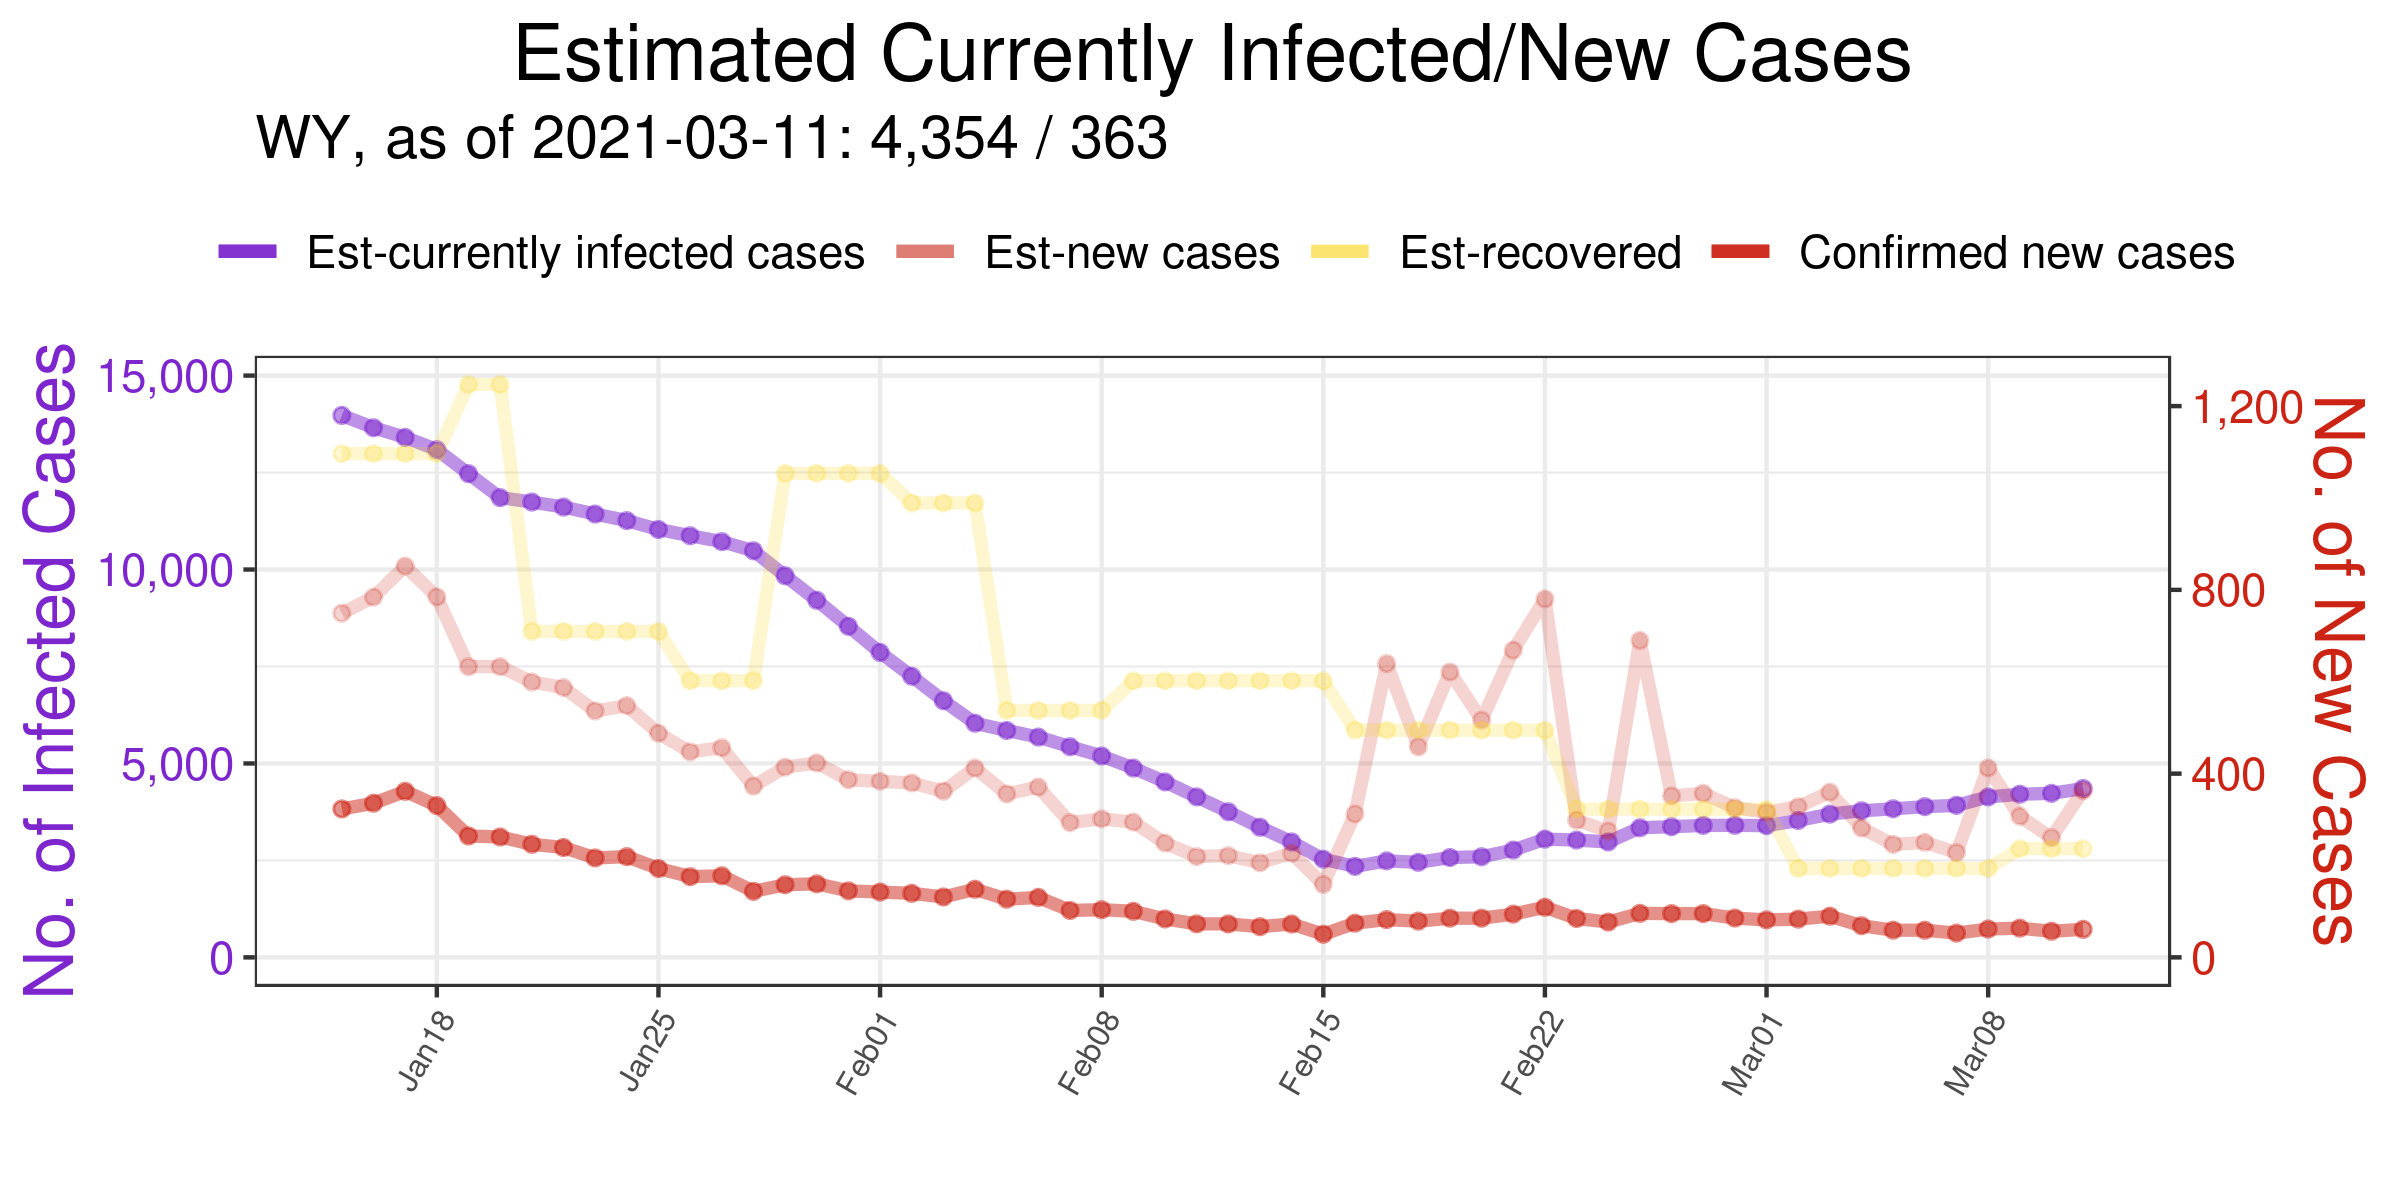 Estimated Currently Infected/New Cases
WY, as of 2021-03-11: 4,354 / 363
Est-currently infected cases Est-new cases Est-recovered Confirmed new cases
No. of Infected Cases
15,000
10,000
5,000
0
1,200
800
400
0
No. of New Cases
Jan18 Jan25 Feb01 Feb08 Feb15 Feb22 Mar01 Mar08